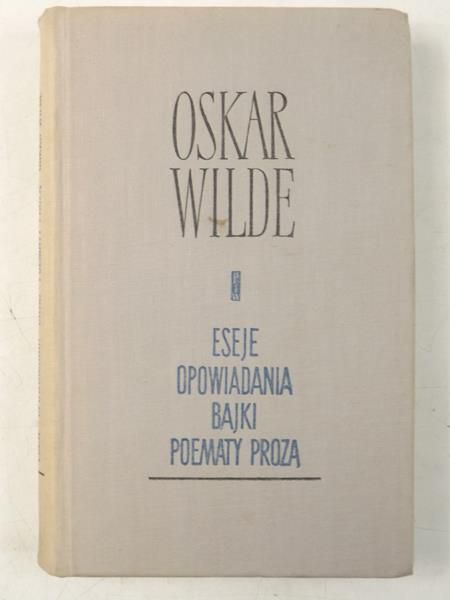 OSKAR
WILDE
ESEJE
OPOWIADANIA
BAJKI
POEMATY PROZĄ